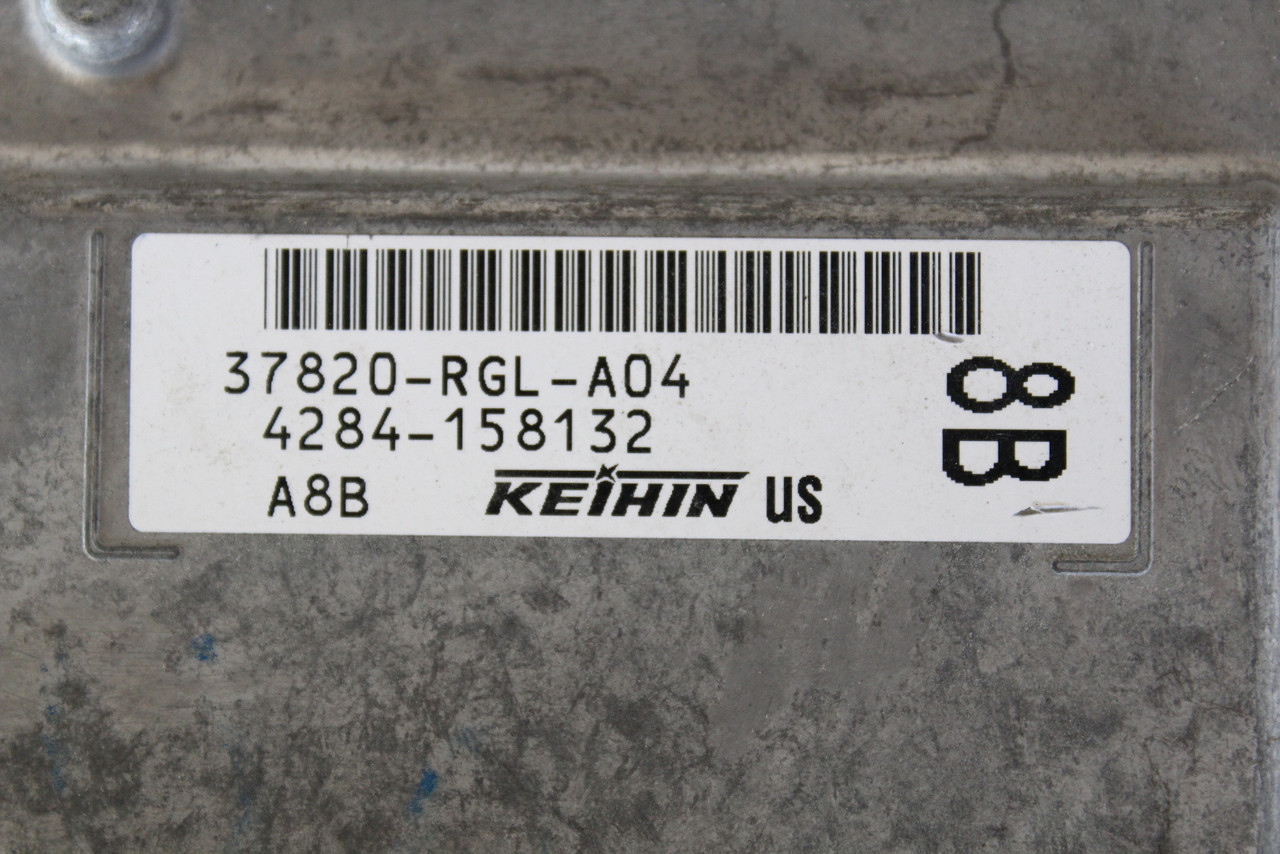 37820-RGL-A04
4284-158132
A8B KEIHIN US
8B